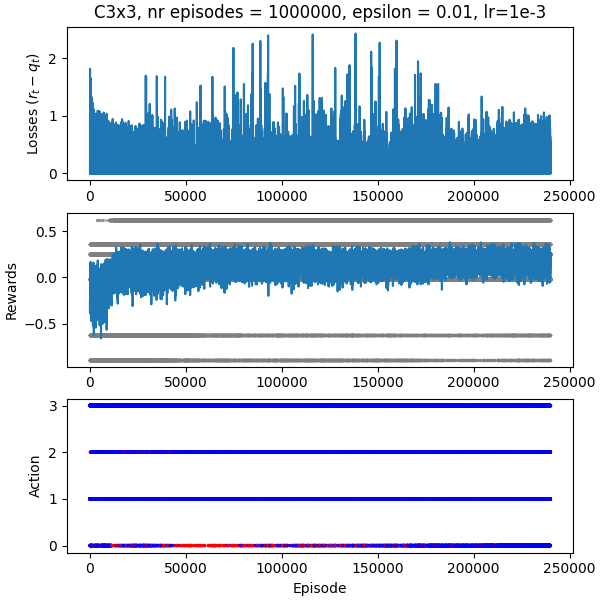 C3x3, nr episodes = 1000000, epsilon = 0.01, lr=1e-3
Losses (r_t − q_t)
2
1
0
0 50000 100000 150000 200000 250000
Rewards
0.5
0.0
−0.5
0 50000 100000 150000 200000 250000
Action
3
2
1
0
0 50000 100000 150000 200000 250000
Episode